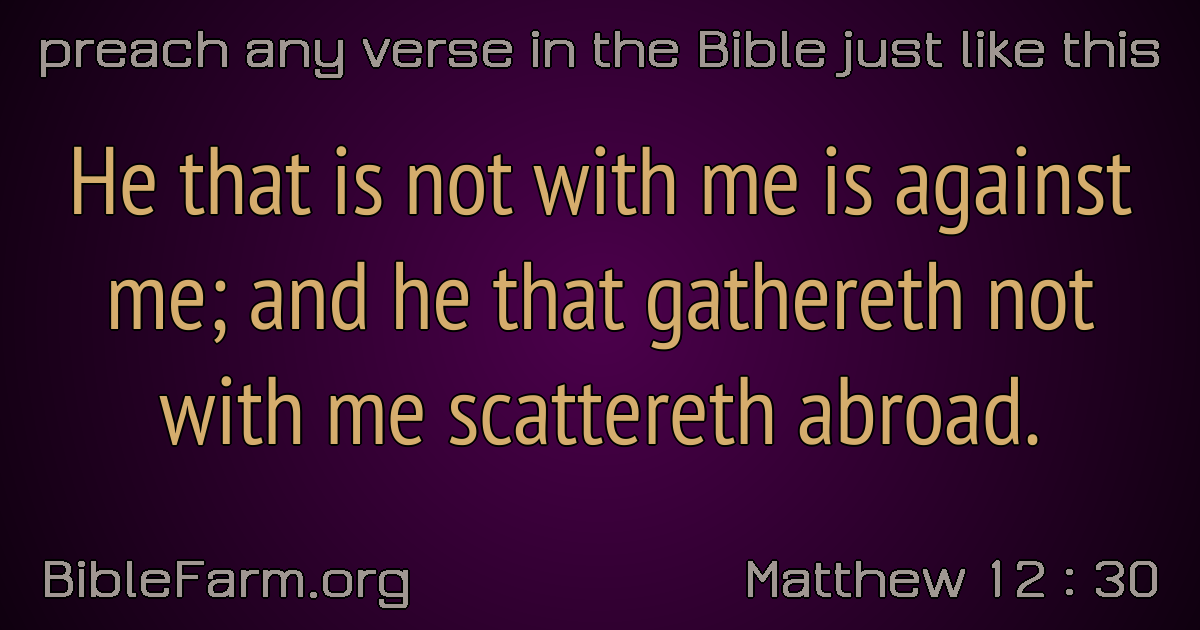 preach any verse in the Bible just like this
He that is not with me is against
me; and he that gathereth not
with me scattereth abroad.
BibleFarm.org
Matthew 12 : 30